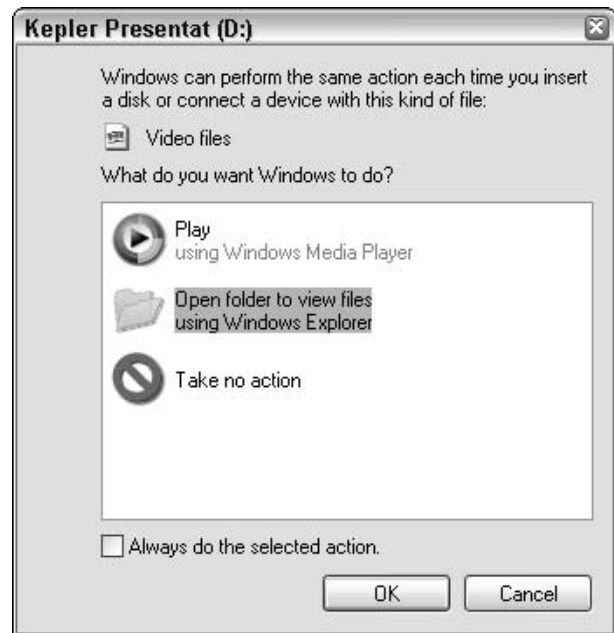 Kepler Presentat (D:)
Windows can perform the same action each time you insert
a disk or connect a device with this kind of file:
Video files
What do you want Windows to do?
Play
using Windows Media Player
Open folder to view files
using Windows Explorer
Take no action
Always do the selected action.
OK
Cancel